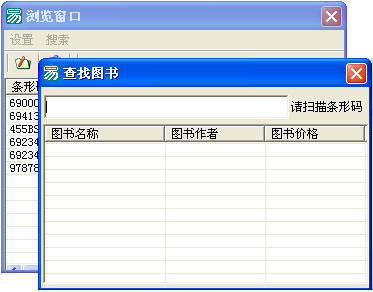 浏览窗口
设置 搜索
查找图书
条形
请扫描条形码
图书名称 图书作者 图书价格
69000
69413
455BS
69234
69234
97878